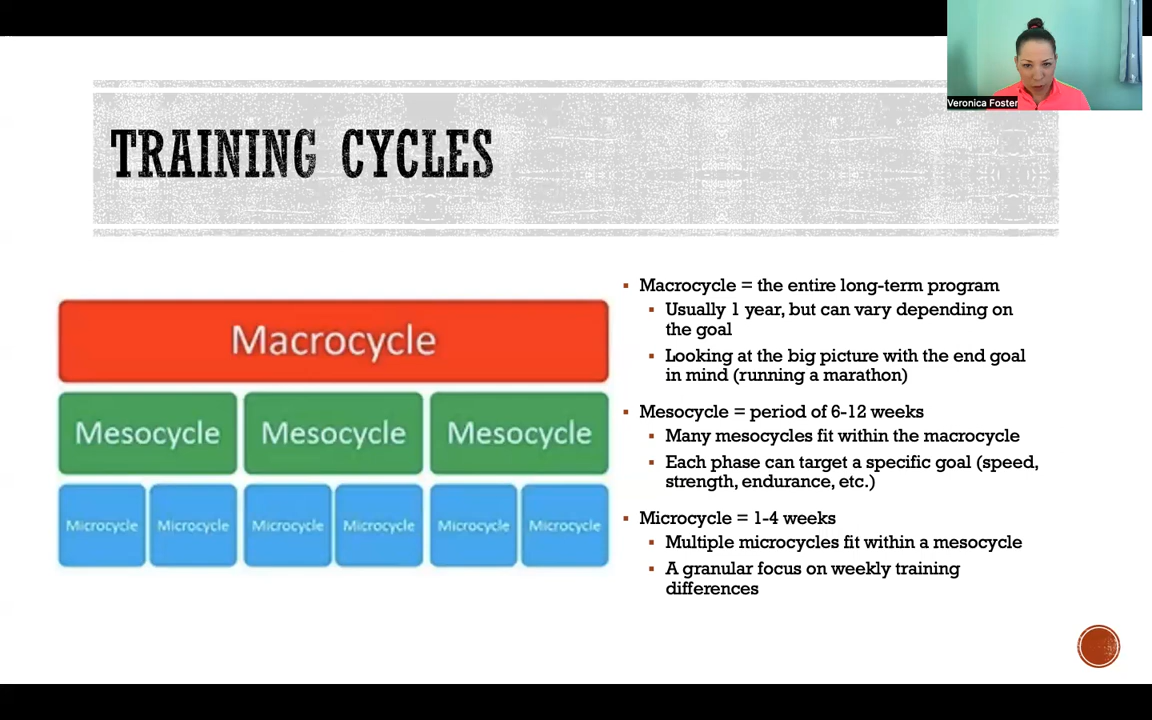 Veronica Foster
TRAINING CYCLES
Macrocycle
Mesocycle Mesocycle Mesocycle
Microcycle Microcycle Microcycle Microcycle Microcycle Microcycle
Macrocycle = the entire long-term program
Usually 1 year, but can vary depending on
the goal
Looking at the big picture with the end goal
in mind (running a marathon)
Mesocycle = period of 6-12 weeks
Many mesocycles fit within the macrocycle
Each phase can target a specific goal (speed,
strength, endurance, etc.)
Microcycle = 1-4 weeks
Multiple microcycles fit within a mesocycle
A granular focus on weekly training
differences